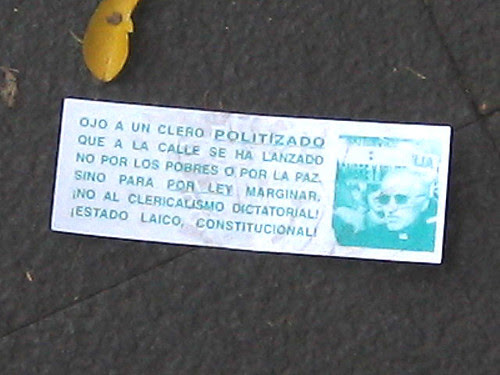 OJO A UN CLERO POLITIZADO
QUE A LA CALLE SE HA LANZADO
NO POR LOS POBRES O POR LA PAZ,
SINO PARA POR LEY MARGINAR.
¡NO AL CLERICALISMO DICTATORIAL!
¡ESTADO LAICO, CONSTITUCIONAL!